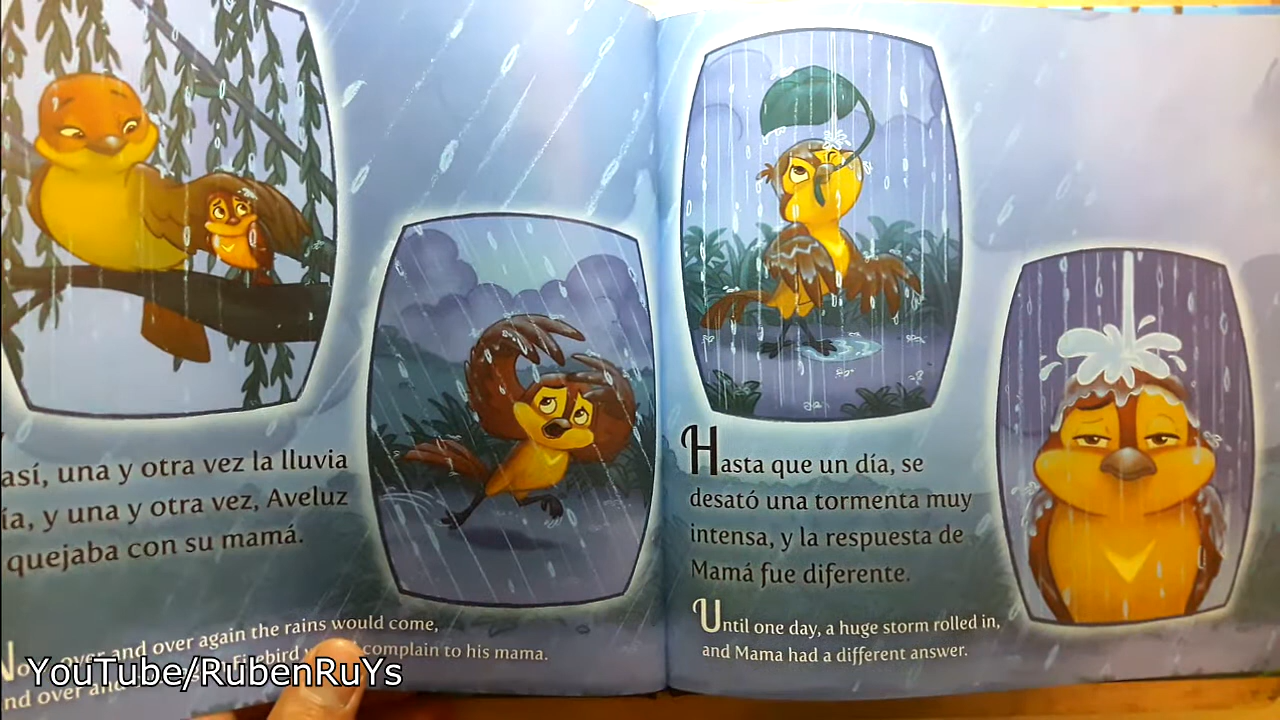 así, una y otra vez la lluvia
ía, y una y otra vez, Aveluz
quejaba con su mamá.
over and over again the rains would come,
Firebird complain to his mama.
Hasta que un día, se
desató una tormenta muy
intensa, y la respuesta de
Mamá fue diferente.
Until one day, a huge storm rolled in,
and Mama had a different answer.
YouTube/RubenRuYs